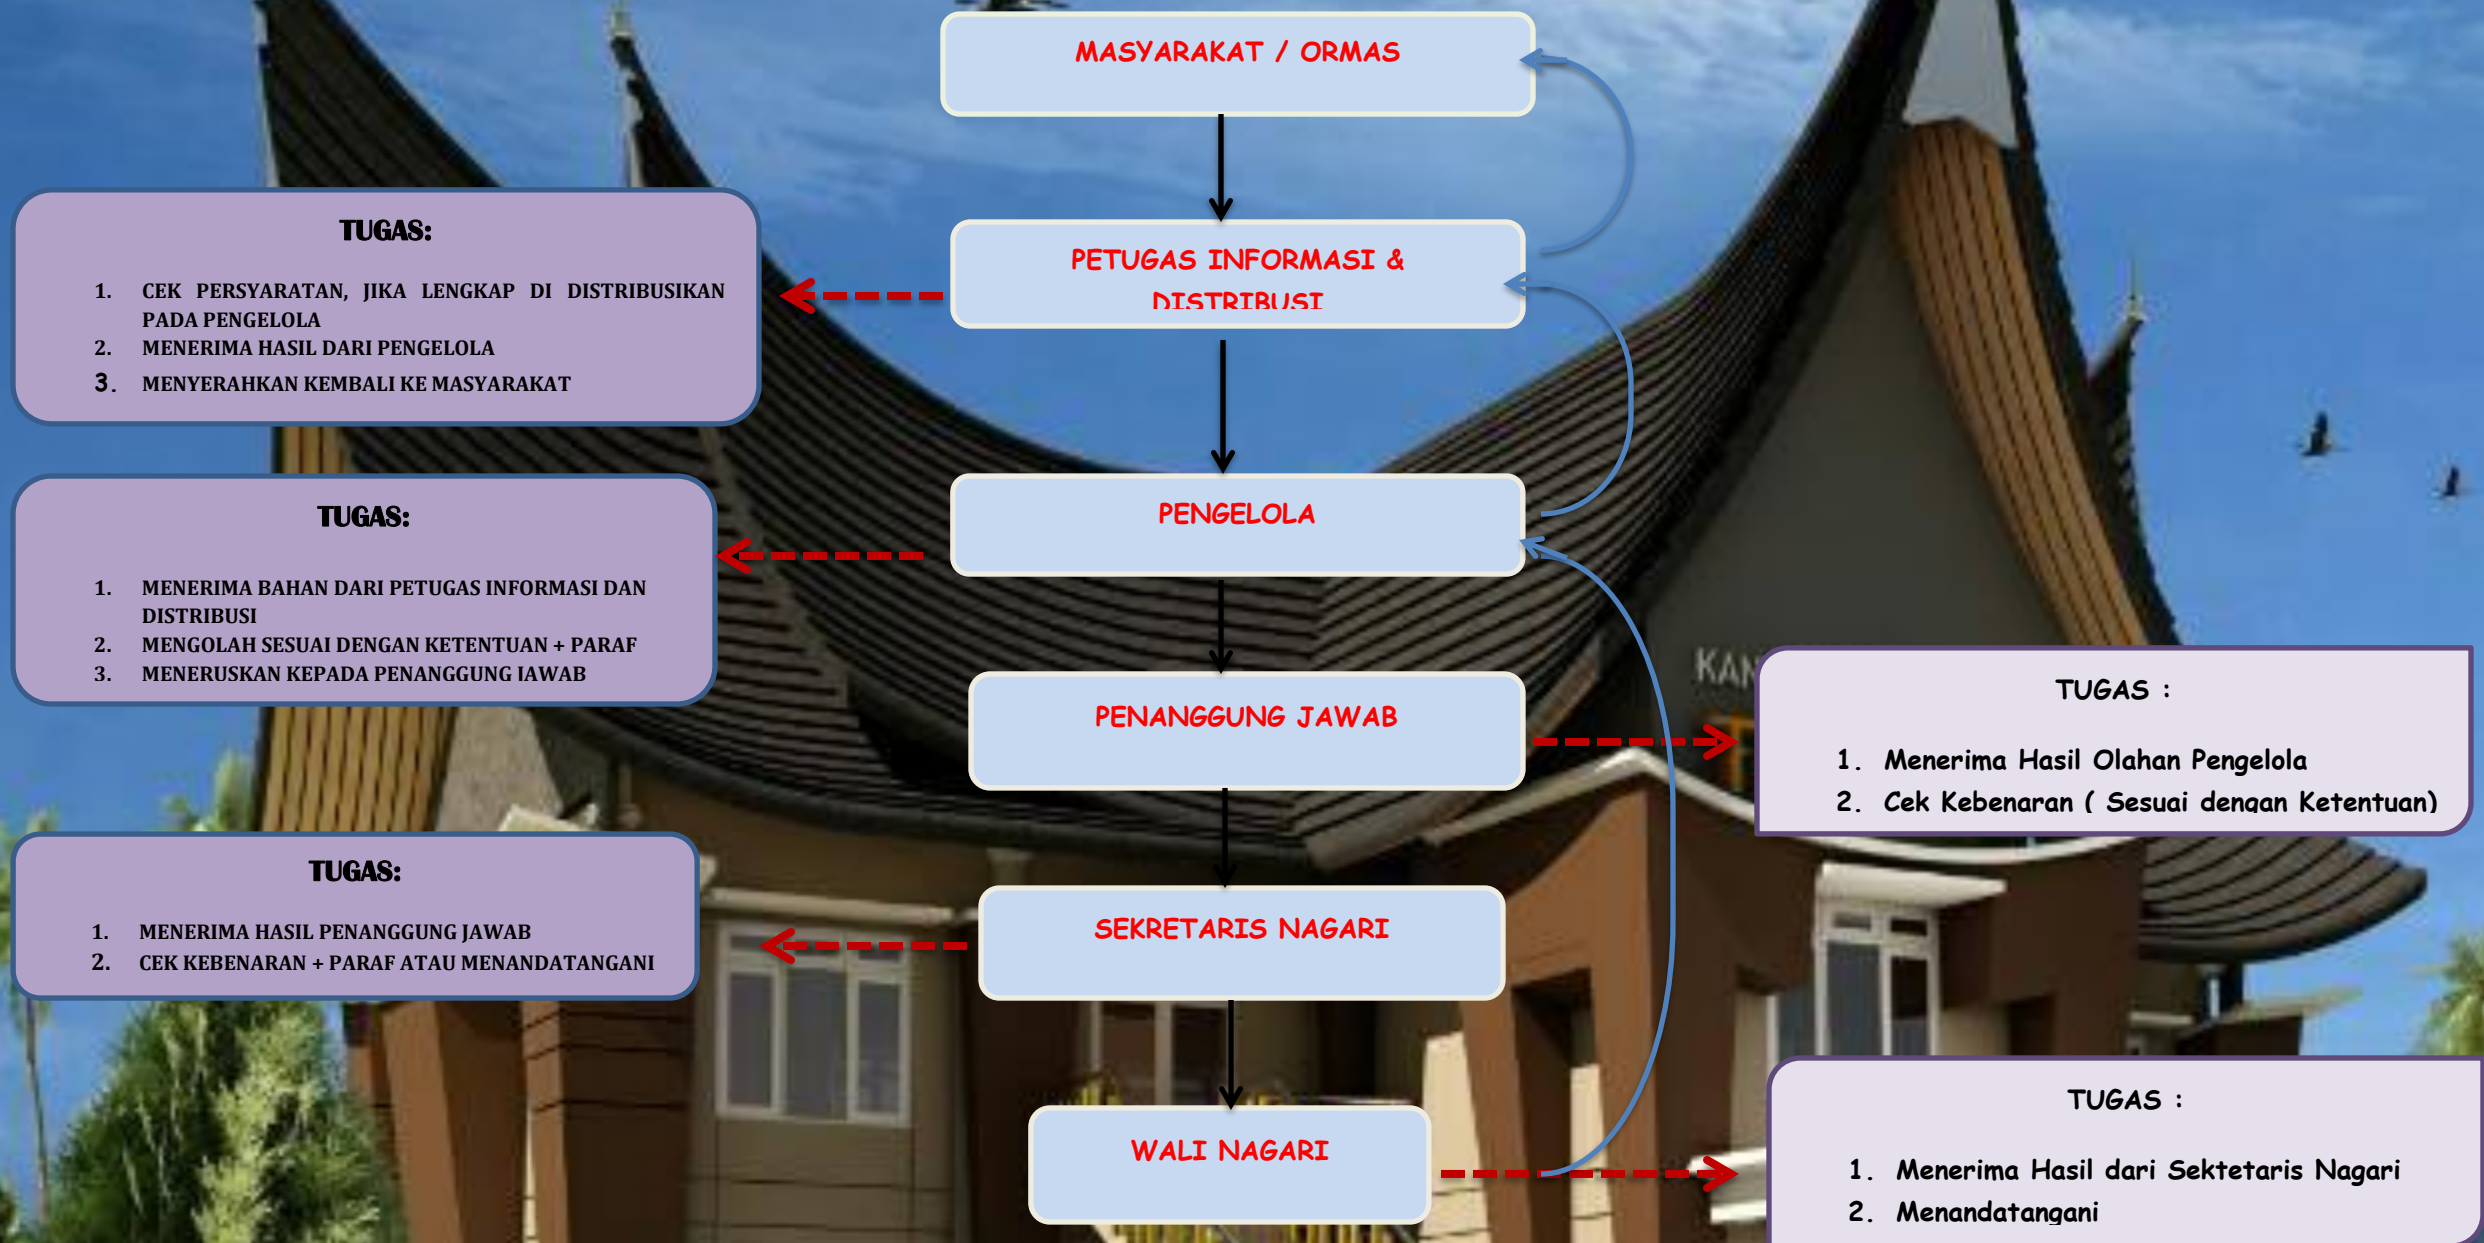 MASYARAKAT / ORMAS
PETUGAS INFORMASI &
DISTRIBUSI
TUGAS:
1. CEK PERSYARATAN, JIKA LENGKAP DI DISTRIBUSIKAN
PADA PENGELOLA
2. MENERIMA HASIL DARI PENGELOLA
3. MENYERAHKAN KEMBALI KE MASYARAKAT
PENGELOLA
TUGAS:
1. MENERIMA BAHAN DARI PETUGAS INFORMASI DAN
DISTRIBUSI
2. MENGOLAH SESUAI DENGAN KETENTUAN + PARAF
3. MENERUSKAN KEPADA PENANGGUNG JAWAB
PENANGGUNG JAWAB
KAN
TUGAS :
1. Menerima Hasil Olahan Pengelola
2. Cek Kebenaran ( Sesuai dengan Ketentuan)
SEKRETARIS NAGARI
TUGAS:
1. MENERIMA HASIL PENANGGUNG JAWAB
2. CEK KEBENARAN + PARAF ATAU MENANDATANGANI
WALI NAGARI
TUGAS :
1. Menerima Hasil dari Sektetaris Nagari
2. Menandatangani